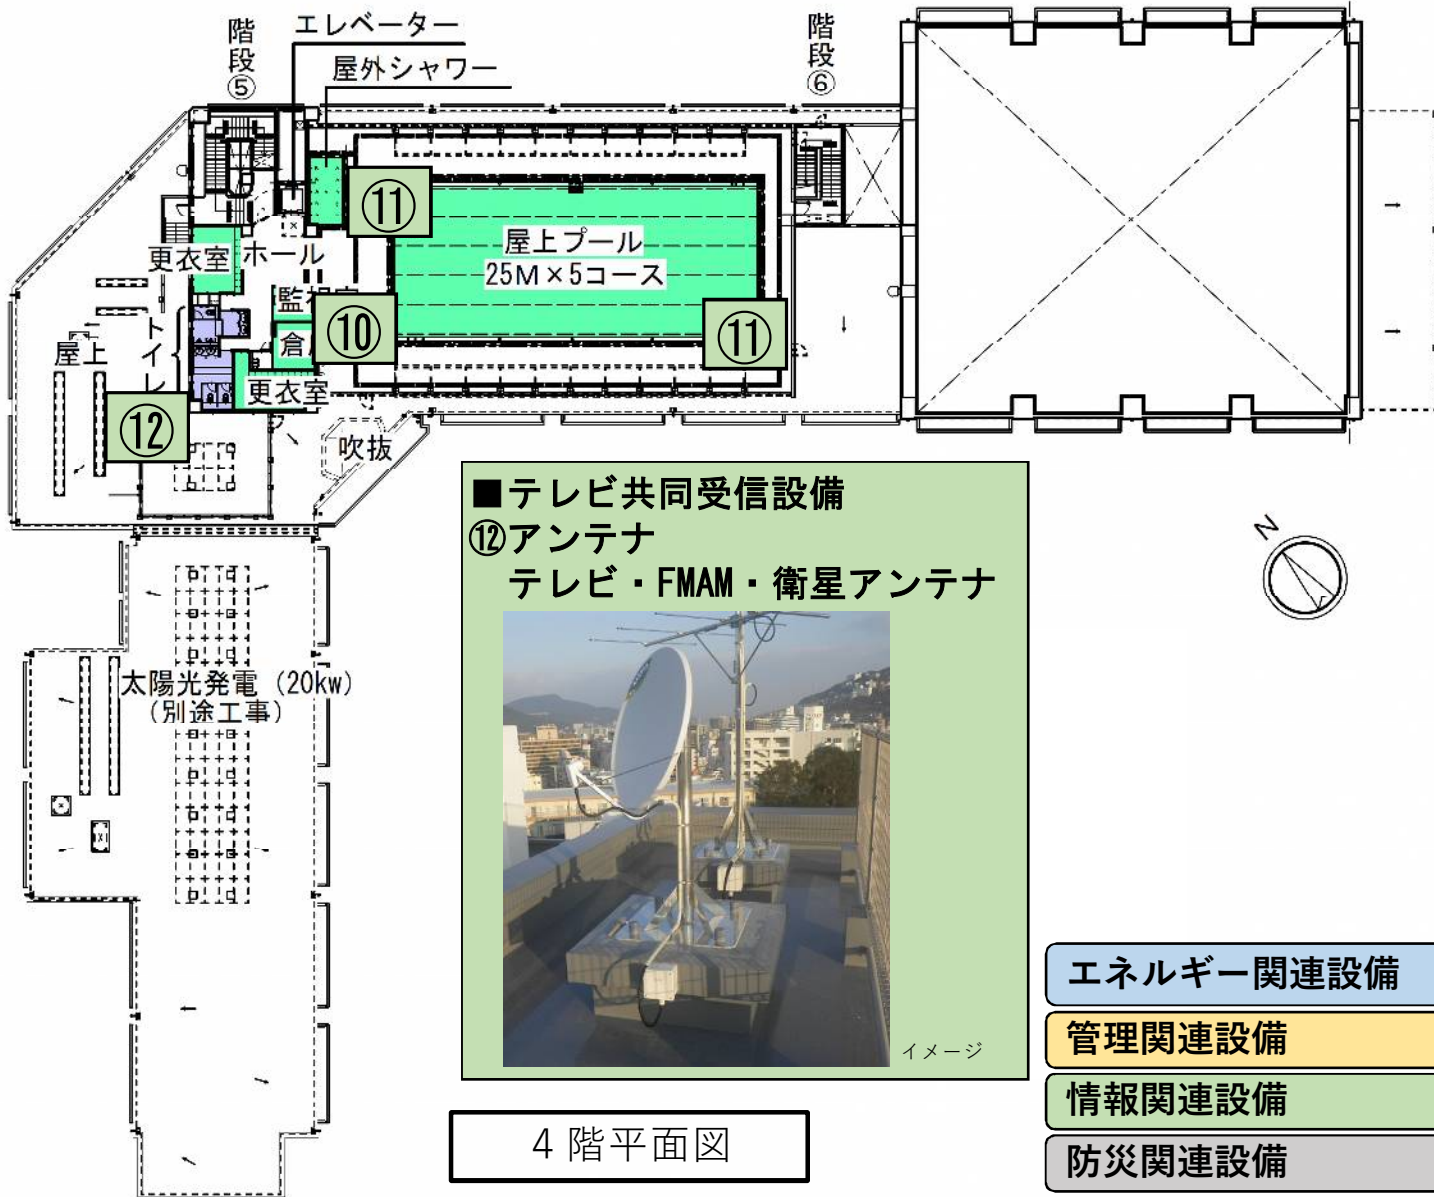 階段⑤
エレベーター
屋外シャワー
階段⑥
⑪
屋上プール
25M×5コース
更衣室
ホール
監視
⑩
⑪
トイレ
屋上
倉
更衣室
⑫
吹抜
■テレビ共同受信設備
⑫アンテナ
テレビ・FMAM・衛星アンテナ
N
太陽光発電（20kw）
（別途工事）
イメージ
エネルギー関連設備
管理関連設備
情報関連設備
防災関連設備
4階平面図